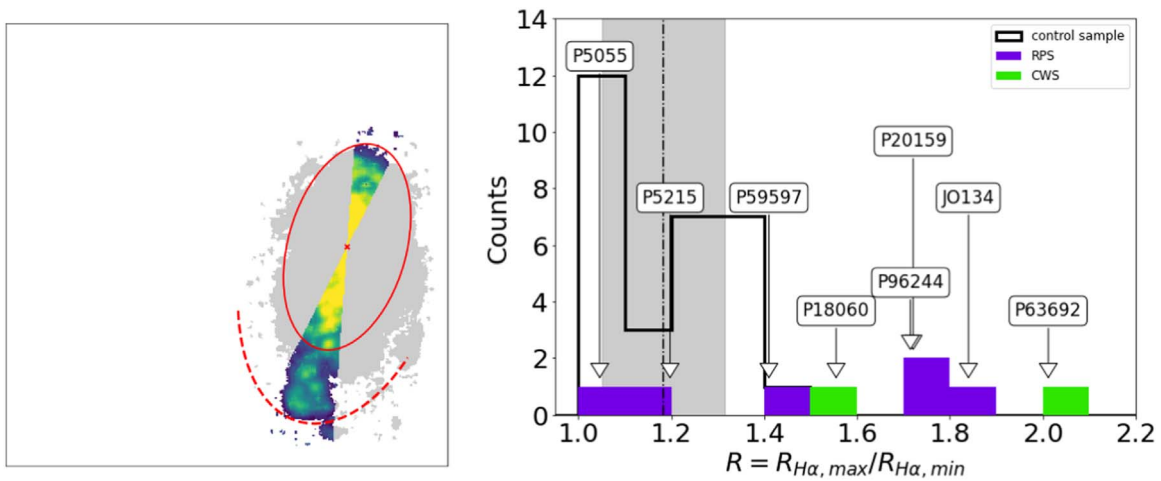 14
12
10
8
6
4
2
0
Counts
control sample
RPS
CWS
P5055
P20159
P5215
P59597
JO134
P96244
P18060
P63692
1.0 1.2 1.4 1.6 1.8 2.0 2.2
R = R_{Hα, max}/R_{Hα, min}